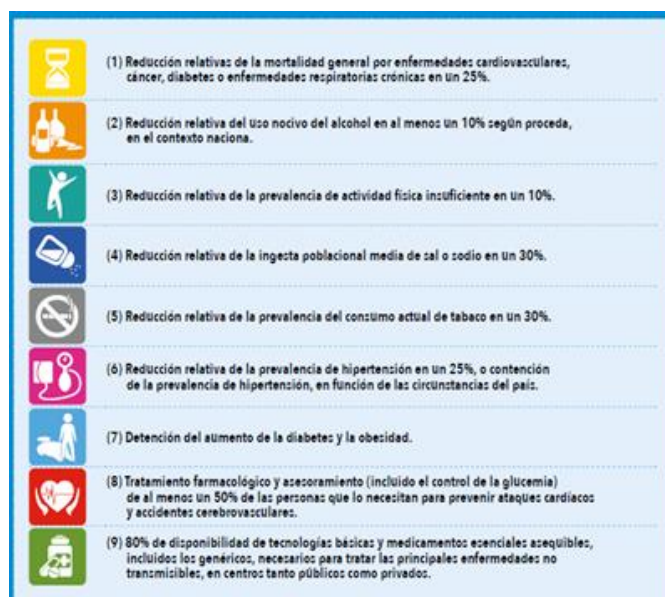 (1) Reducción relativas de la mortalidad general por enfermedades cardiovasculares,
cáncer, diabetes o enfermedades respiratorias crónicas en un 25%.
(2) Reducción relativa del uso nocivo del alcohol en al menos un 10% según proceda,
en el contexto naciona.
(3) Reducción relativa de la prevalencia de actividad física insuficiente en un 10%.
(4) Reducción relativa de la ingesta poblacional media de sal o sodio en un 30%.
(5) Reducción relativa de la prevalencia del consumo actual de tabaco en un 30%.
(6) Reducción relativa de la prevalencia de hipertensión en un 25%, o contención
de la prevalencia de hipertensión, en función de las circunstancias del país.
(7) Detención del aumento de la diabetes y la obesidad.
(8) Tratamiento farmacológico y asesoramiento (incluido el control de la glucemia)
de al menos un 50% de las personas que lo necesitan para prevenir ataques cardíacos
y accidentes cerebrovasculares.
(9) 80% de disponibilidad de tecnologías básicas y medicamentos esenciales asequibles,
incluidos los genéricos, necesarios para tratar las principales enfermedades no
transmisibles, en centros tanto públicos como privados.